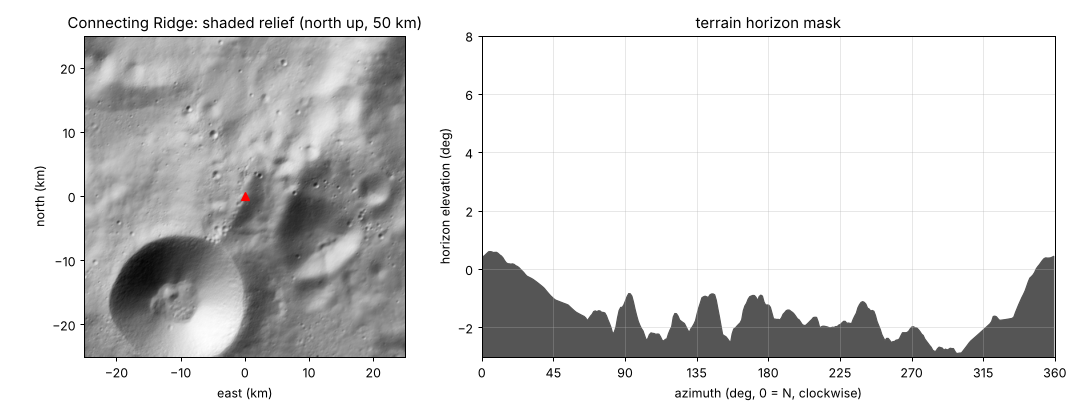 Connecting Ridge: shaded relief (north up, 50 km)
20
10
0
−10
−20
north (km)
−20 −10 0 10 20
east (km)
terrain horizon mask
8
6
4
2
0
−2
horizon elevation (deg)
0 45 90 135 180 225 270 315 360
azimuth (deg, 0 = N, clockwise)